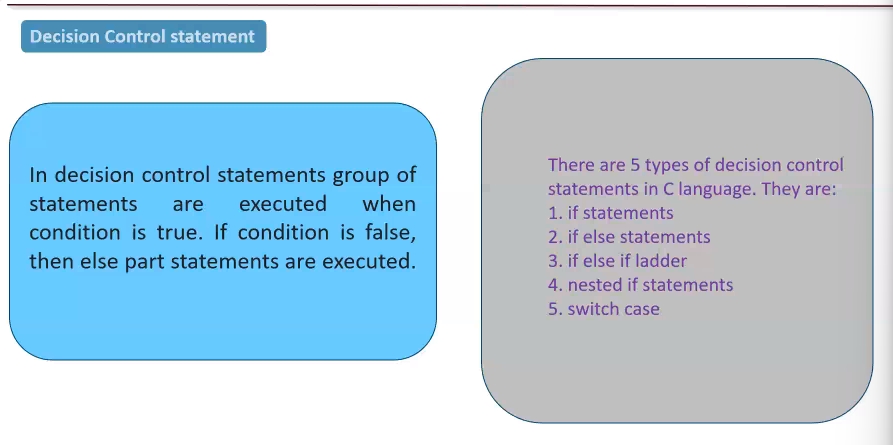 Decision Control statement
In decision control statements group of
statements are executed when
condition is true. If condition is false,
then else part statements are executed.
There are 5 types of decision control
statements in C language. They are:
1. if statements
2. if else statements
3. if else if ladder
4. nested if statements
5. switch case